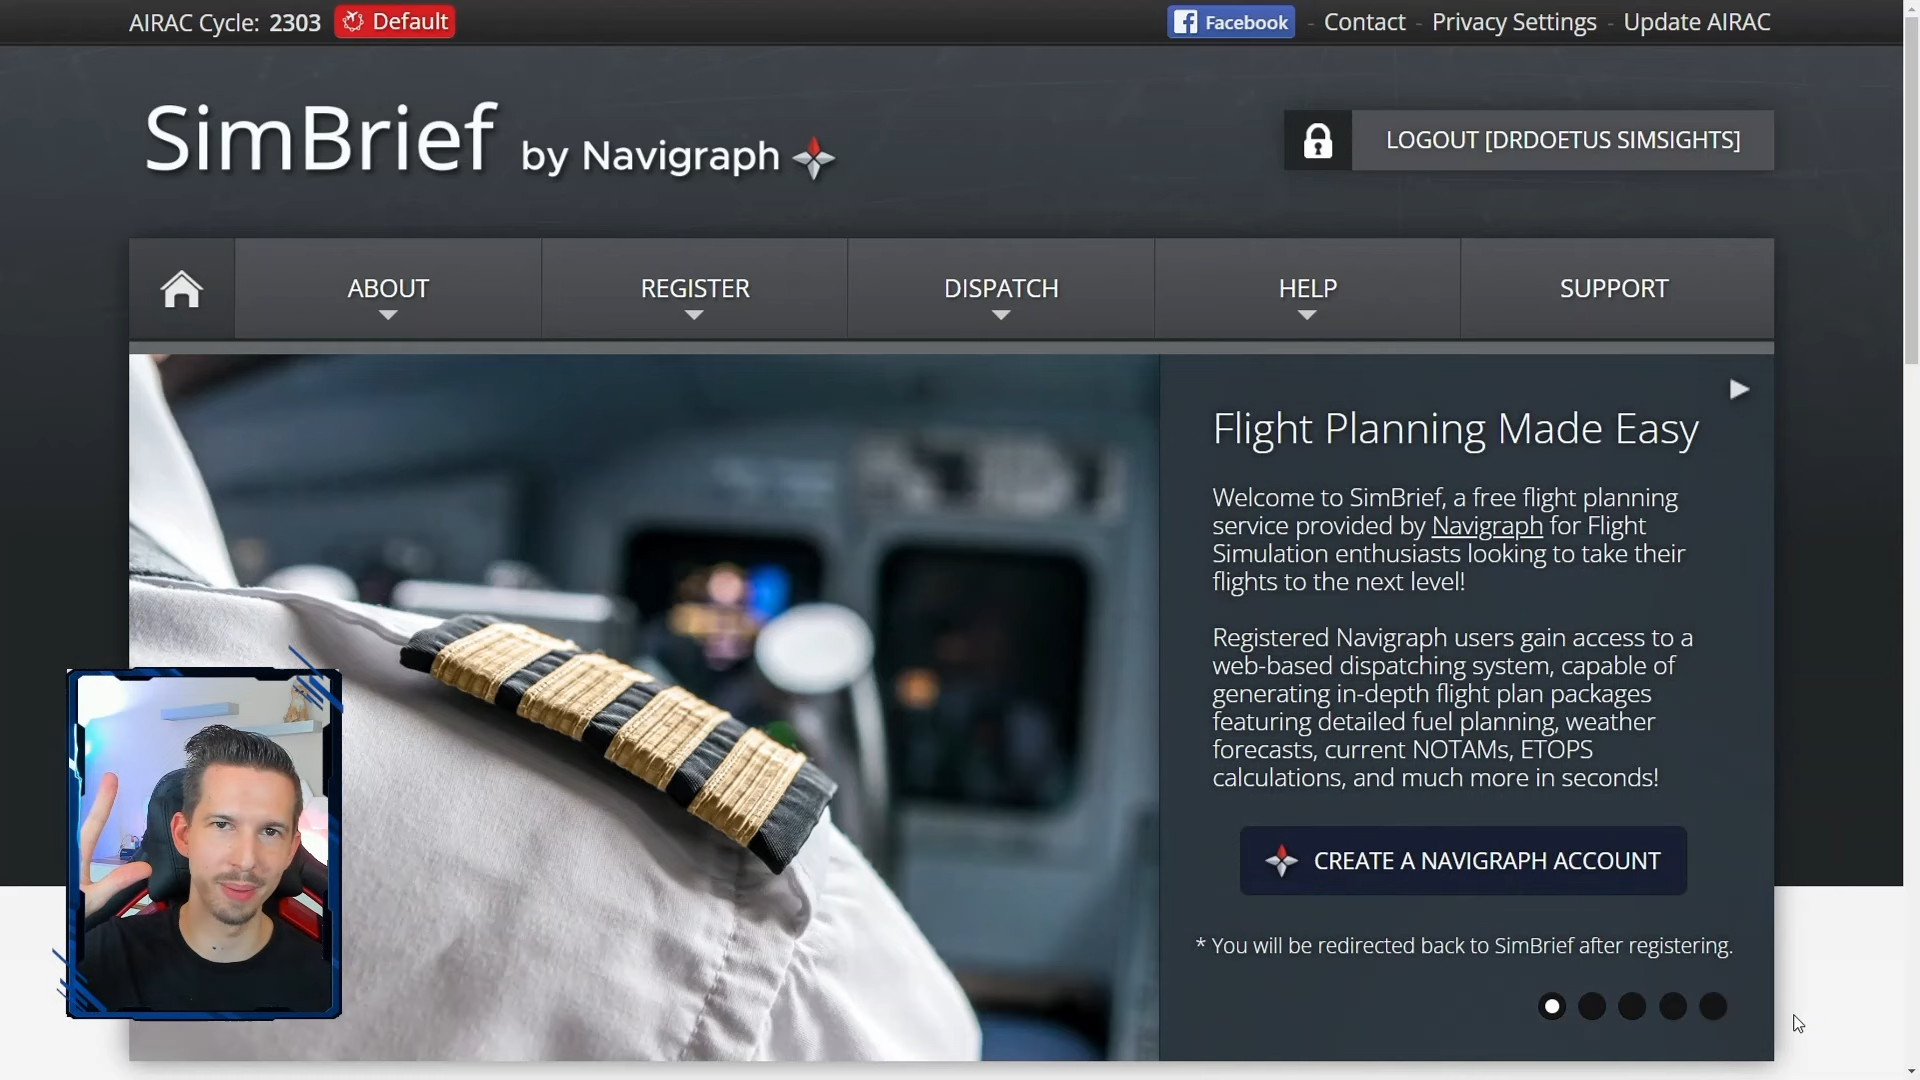 AIRAC Cycle: 2303 Default
Facebook - Contact - Privacy Settings - Update AIRAC
SimBrief by Navigraph
LOGOUT [DRDOETUS SIMSIGHTS]
ABOUT
REGISTER
DISPATCH
HELP
SUPPORT
Flight Planning Made Easy
Welcome to SimBrief, a free flight planning
service provided by Navigraph for Flight
Simulation enthusiasts looking to take their
flights to the next level!
Registered Navigraph users gain access to a
web-based dispatching system, capable of
generating in-depth flight plan packages
featuring detailed fuel planning, weather
forecasts, current NOTAMs, ETOPS
calculations, and much more in seconds!
CREATE A NAVIGRAPH ACCOUNT
* You will be redirected back to SimBrief after registering.